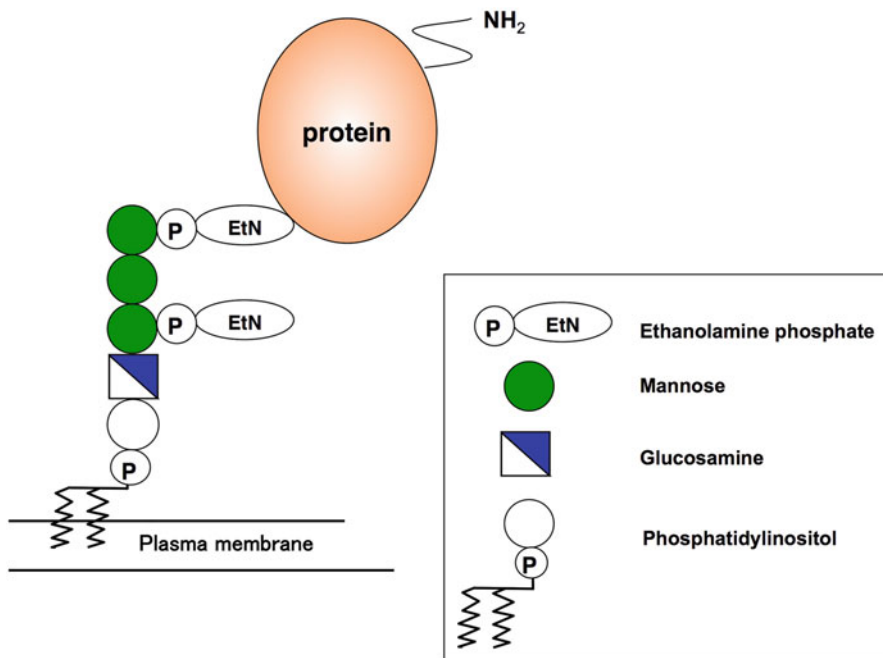 NH₂
protein
P EtN
P EtN
P
Plasma membrane
P EtN Ethanolamine phosphate
Mannose
Glucosamine
Phosphatidylinositol
P